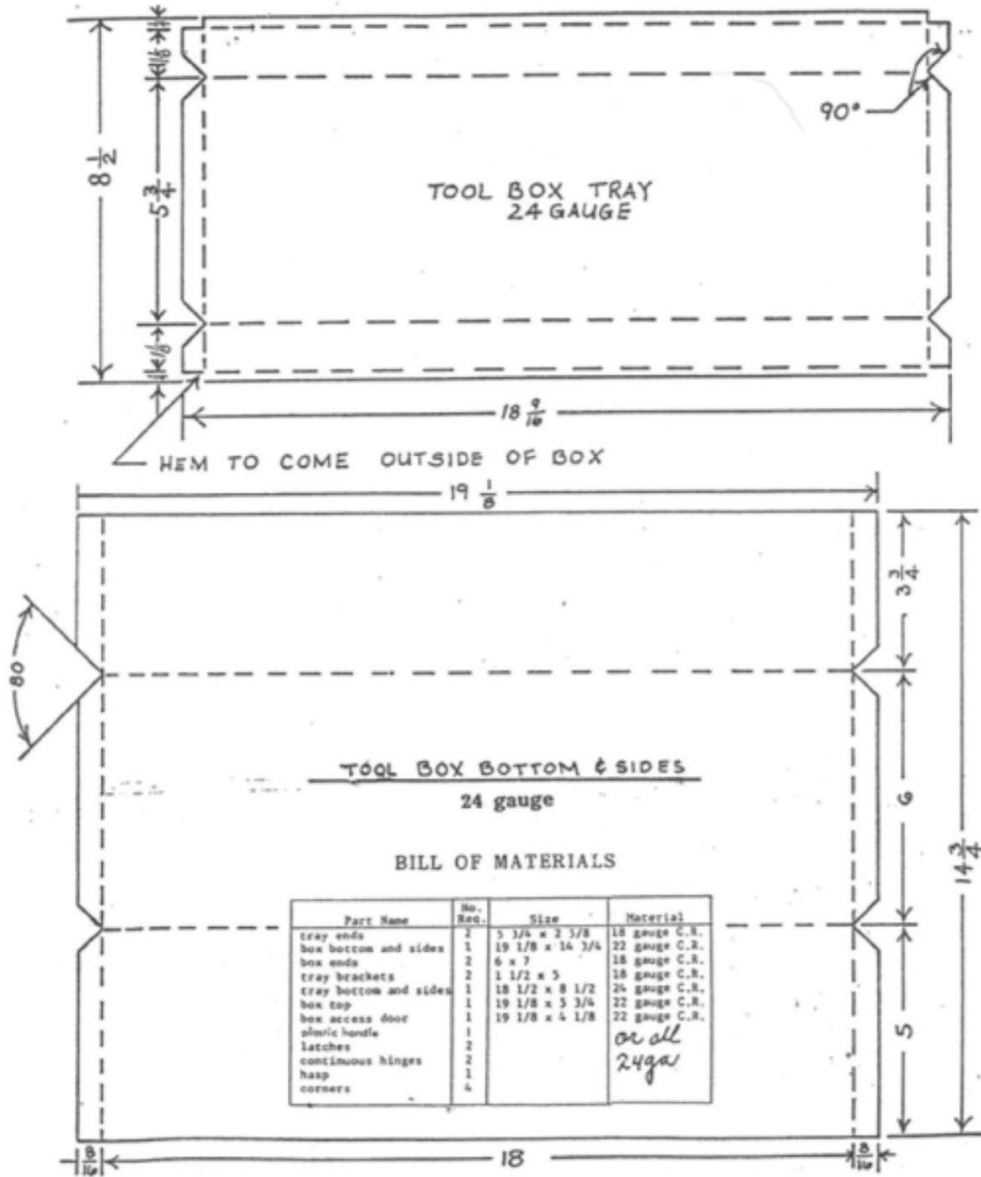 8 1/2
1 1/8
5 3/4
1 1/8
90°
TOOL BOX TRAY
24 GAUGE
18 9/16
HEM TO COME OUTSIDE OF BOX
19 1/8
3 3/4
80
6
14 3/4
TOOL BOX BOTTOM & SIDES
24 gauge
BILL OF MATERIALS
Part Name No. Req. Size Material
tray ends 2 5 3/4 x 2 5/8 18 gauge C.R.
box bottom and sides 1 19 1/8 x 14 3/4 22 gauge C.R.
box ends 2 6 x 7 18 gauge C.R.
tray brackets 2 1 1/2 x 5 18 gauge C.R.
tray bottom and sides 1 18 1/2 x 8 1/2 24 gauge C.R.
box top 1 19 1/8 x 5 3/4 22 gauge C.R.
box access door 1 19 1/8 x 4 1/8 22 gauge C.R.
plastic handle 1
latches 2
continuous hinges 2
hasp 1
corners 4
or all
24ga
5
8/16
18
8/16